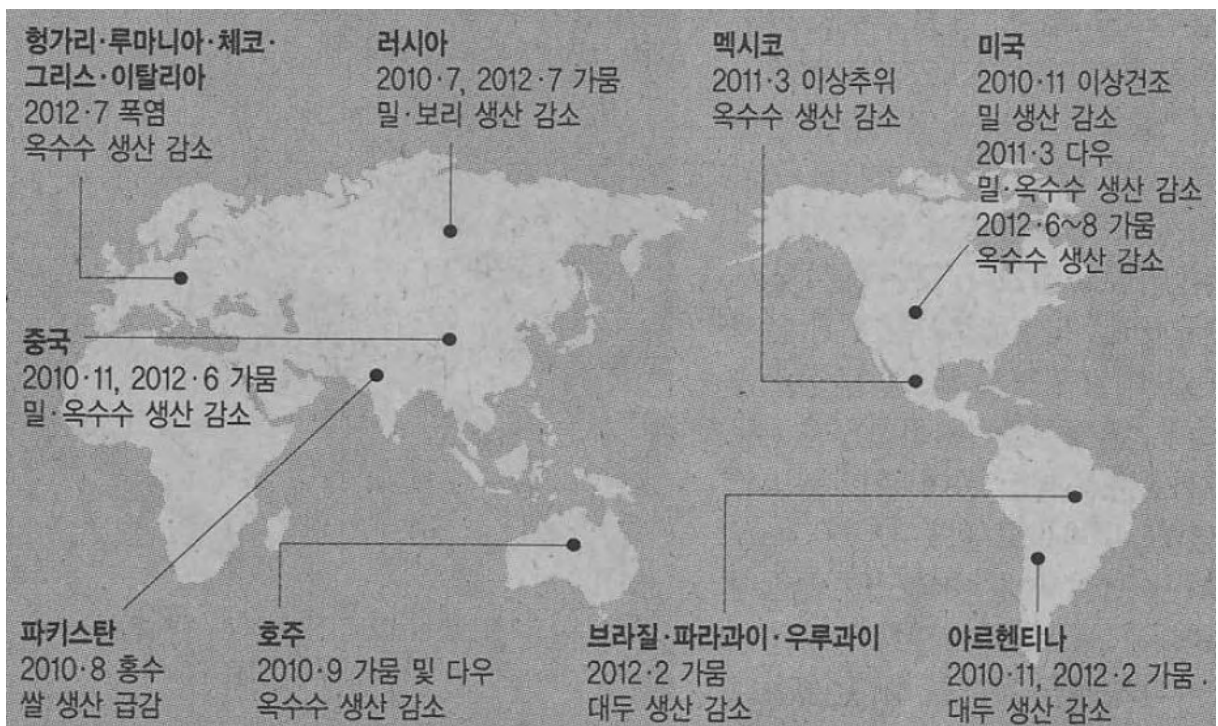 헝가리·루마니아·체코·
그리스·이탈리아
2012·7 폭염
옥수수 생산 감소
러시아
2010·7, 2012·7 가뭄
밀·보리 생산 감소
멕시코
2011·3 이상추위
옥수수 생산 감소
미국
2010·11 이상건조
밀 생산 감소
2011·3 다우
밀·옥수수 생산 감소
2012·6~8 가뭄
옥수수 생산 감소
중국
2010·11, 2012·6 가뭄
밀·옥수수 생산 감소
파키스탄
2010·8 홍수
쌀 생산 급감
호주
2010·9 가뭄 및 다우
옥수수 생산 감소
브라질·파라과이·우루과이
2012·2 가뭄
대두 생산 감소
아르헨티나
2010·11, 2012·2 가뭄.
대두 생산 감소